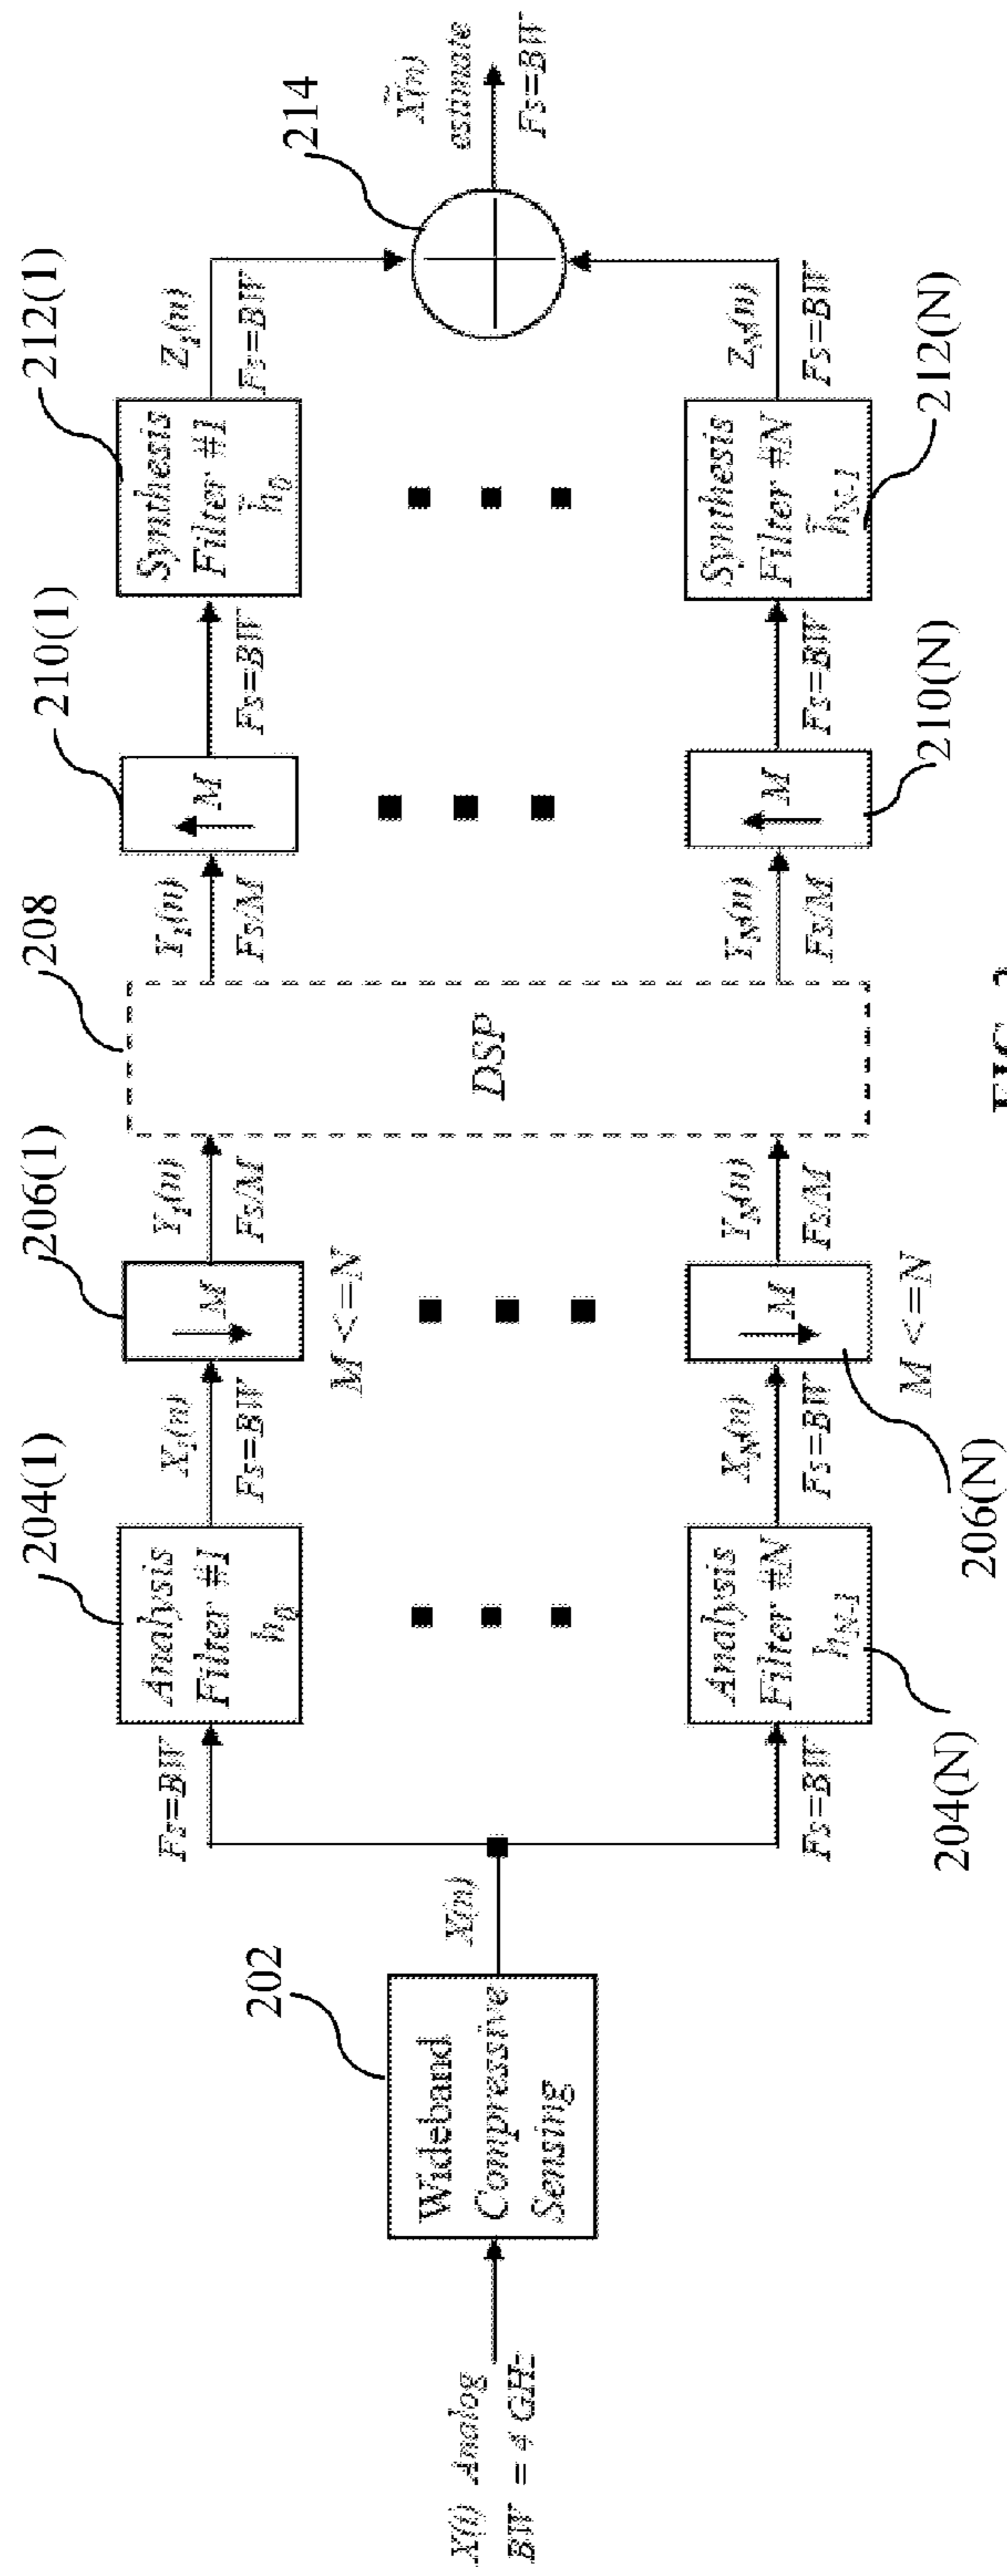 X(t) Analog
BW = 4 GHz
202
Wideband
Compressive
Sensing
X(n)
Fs=BW
Fs=BW
204(1)
Analysis
Filter #1
h0
204(N)
Analysis
Filter #N
hN-1
X1(n)
Fs=BW
XN(n)
Fs=BW
206(1)
M
M <=N
206(N)
M
M <=N
Y1(n)
Fs/M
YN(n)
Fs/M
208
DSP
Y1(n)
Fs/M
YN(n)
Fs/M
210(1)
M
210(N)
M
Fs=BW
Fs=BW
212(1)
Synthesis
Filter #1
h̃0
212(N)
Synthesis
Filter #N
h̃N-1
Z1(n)
Fs=BW
ZN(n)
Fs=BW
214
X̃(n)
estimate
Fs=BW